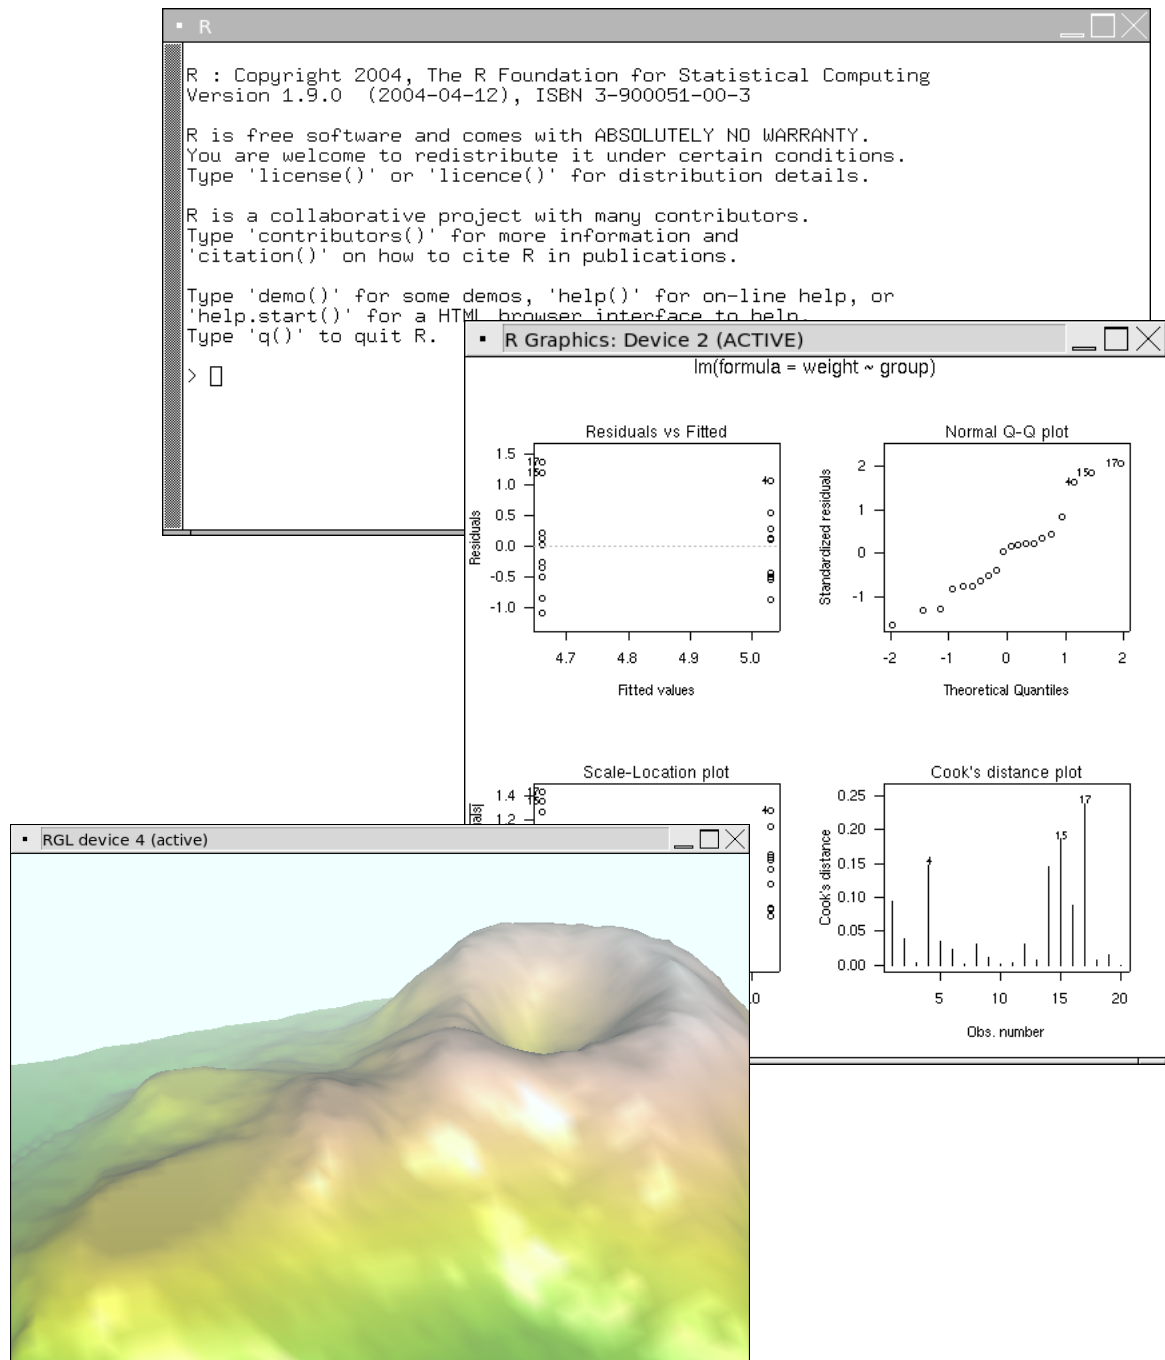 R
R : Copyright 2004, The R Foundation for Statistical Computing
Version 1.9.0  (2004-04-12), ISBN 3-900051-00-3
R is free software and comes with ABSOLUTELY NO WARRANTY.
You are welcome to redistribute it under certain conditions.
Type 'license()' or 'licence()' for distribution details.
R is a collaborative project with many contributors.
Type 'contributors()' for more information and
'citation()' on how to cite R in publications.
Type 'demo()' for some demos, 'help()' for on-line help, or
'help.start()' for a HTML browser interface to help.
Type 'q()' to quit R.
>
R Graphics: Device 2 (ACTIVE)
lm(formula = weight ~ group)
Residuals vs Fitted
Residuals
1.5
1.0
0.5
0.0
-0.5
-1.0
17
15
4
4.7 4.8 4.9 5.0
Fitted values
Normal Q-Q plot
Standardized residuals
2
1
0
-1
4
15
17
-2 -1 0 1 2
Theoretical Quantiles
Scale-Location plot
1.4
1.2
17
15
4
Cook's distance plot
Cook's distance
0.25
0.20
0.15
0.10
0.05
0.00
4
15
17
5 10 15 20
Obs. number
RGL device 4 (active)